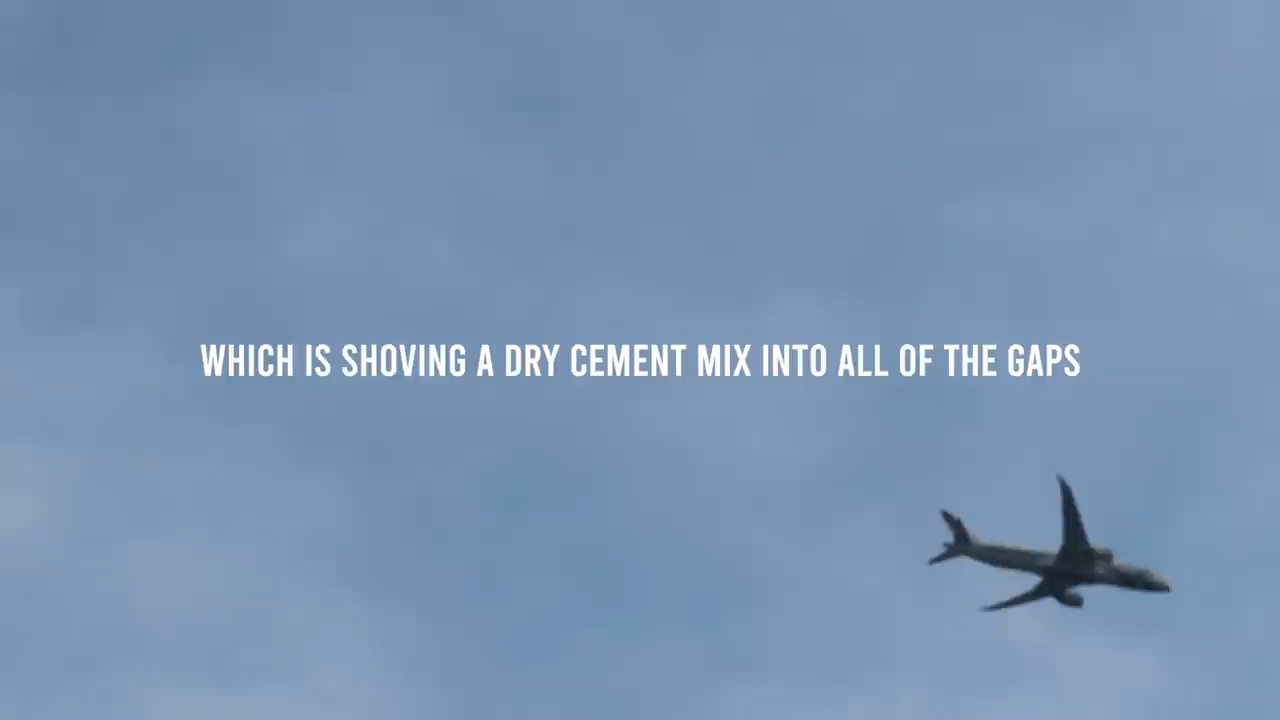 WHICH IS SHOVING A DRY CEMENT MIX INTO ALL OF THE GAPS